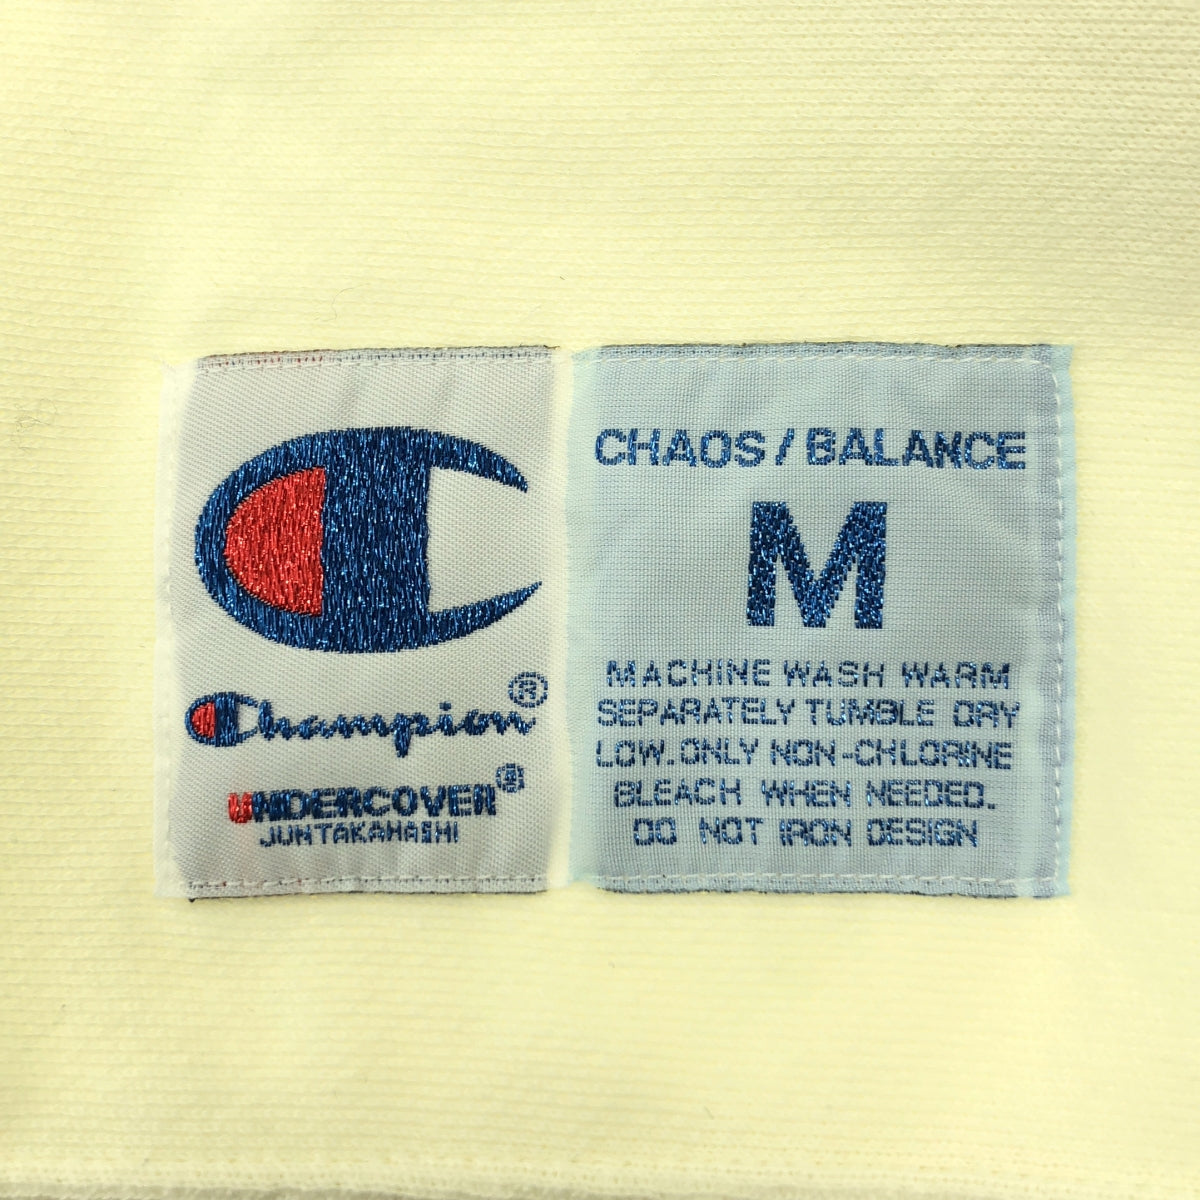 Champion®
UNDERCOVER®
JUNTAKAHASHI
CHAOS/BALANCE
M
MACHINE WASH WARM
SEPARATELY TUMBLE DRY
LOW. ONLY NON-CHLORINE
BLEACH WHEN NEEDED.
DO NOT IRON DESIGN